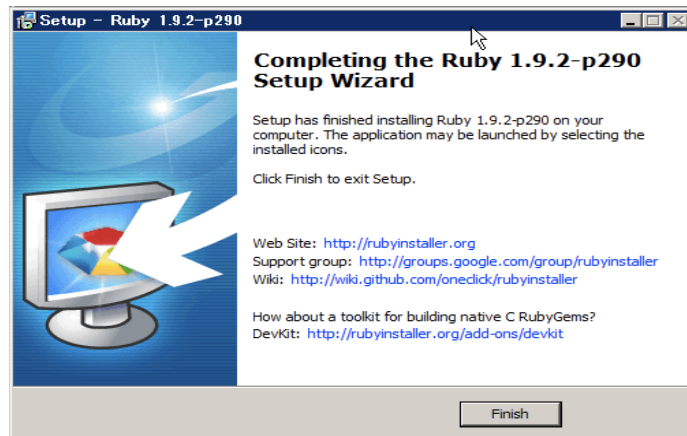 Setup - Ruby 1.9.2-p290
Completing the Ruby 1.9.2-p290
Setup Wizard
Setup has finished installing Ruby 1.9.2-p290 on your
computer. The application may be launched by selecting the
installed icons.
Click Finish to exit Setup.
Web Site: http://rubyinstaller.org
Support group: http://groups.google.com/group/rubyinstaller
Wiki: http://wiki.github.com/oneclick/rubyinstaller
How about a toolkit for building native C RubyGems?
DevKit: http://rubyinstaller.org/add-ons/devkit
Finish